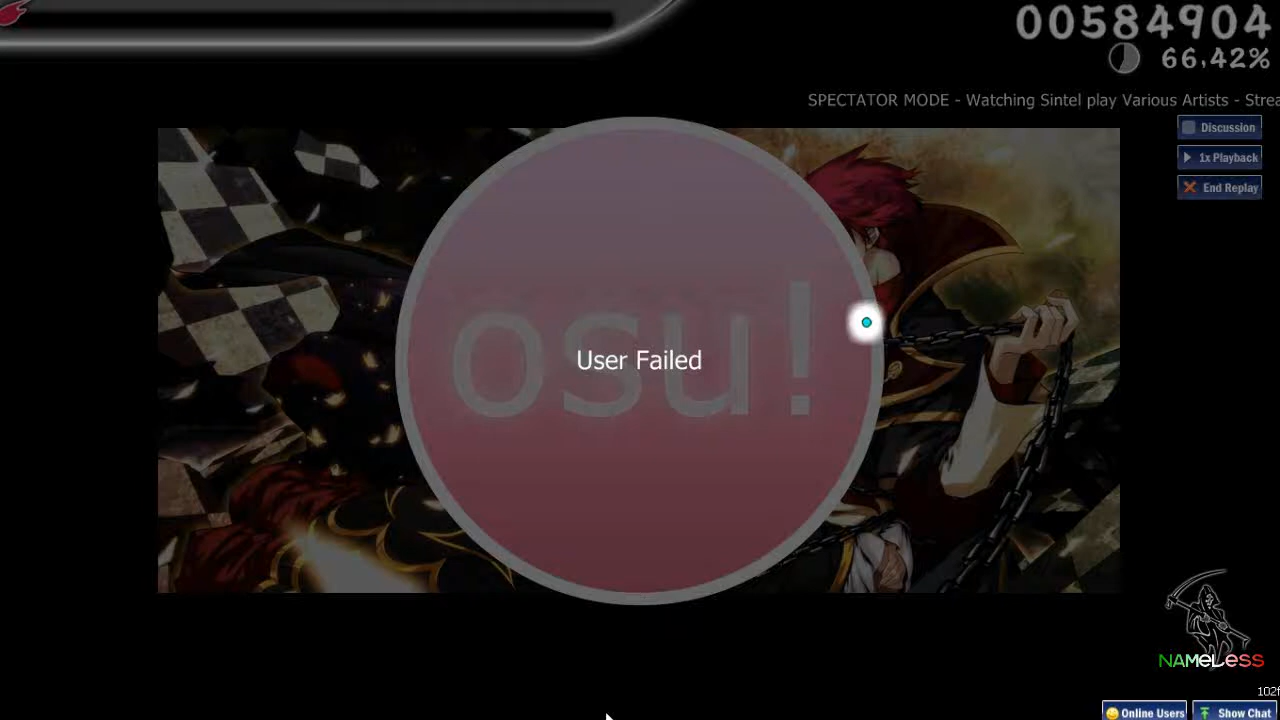 00584904
66,42%
SPECTATOR MODE - Watching Sintel play Various Artists - Strea
Discussion
1x Playback
End Replay
osu!
User Failed
NAMELESS
102f
Online Users
Show Chat